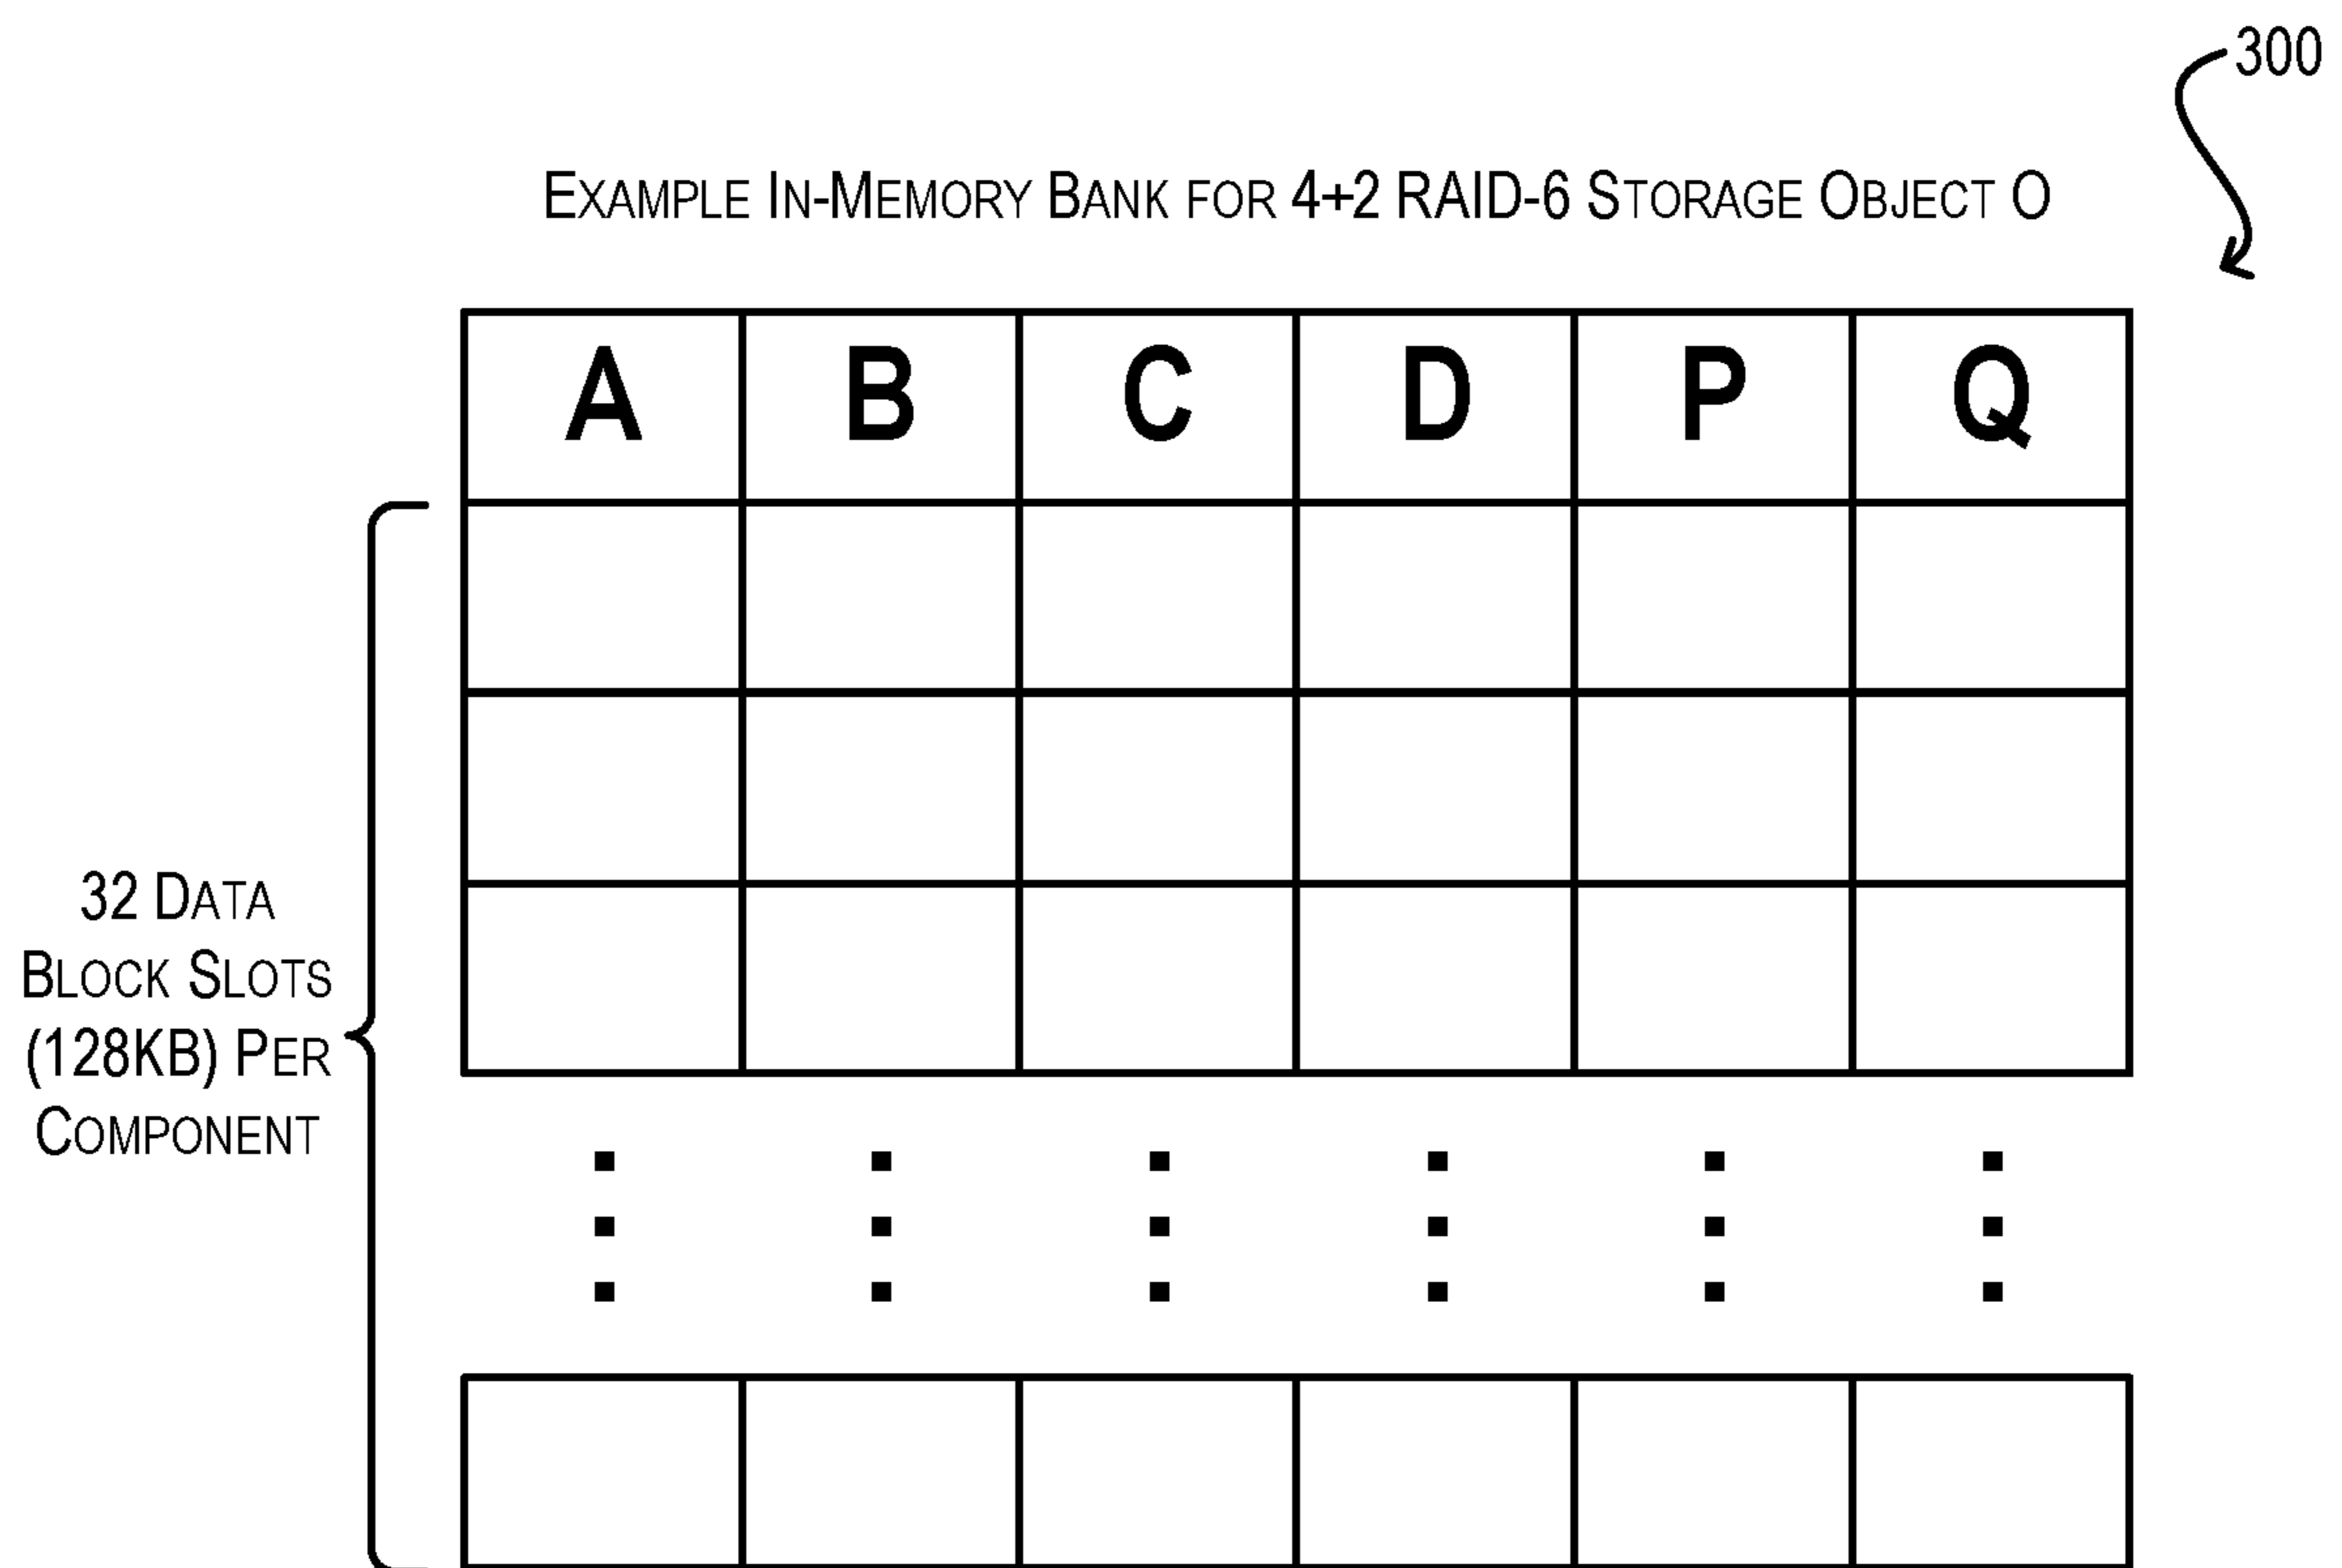 300
Example In-Memory Bank for 4+2 RAID-6 Storage Object O
A B C D P Q
32 Data
Block Slots
(128KB) Per
Component